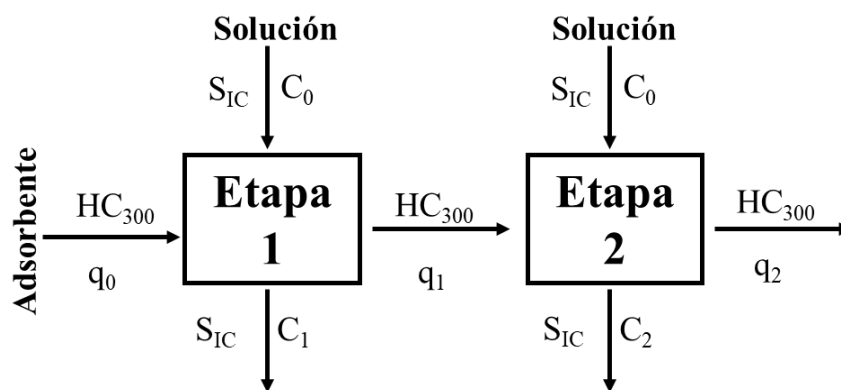 Solución Solución
S_IC C_0 S_IC C_0
Adsorbente
HC_300 Etapa 1 HC_300 Etapa 2 HC_300
q_0 q_1 q_2
S_IC C_1 S_IC C_2